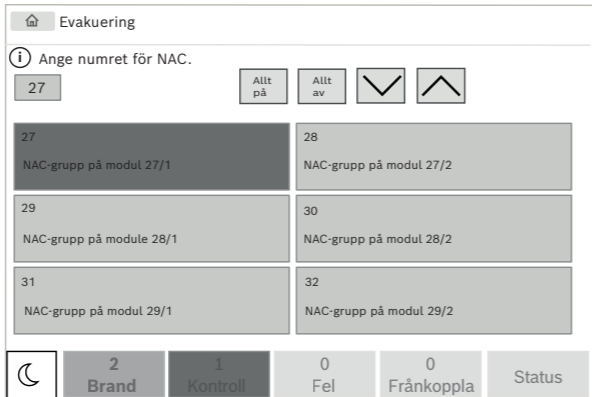 Evakuering
i Ange numret för NAC.
27
Allt på
Allt av
27
NAC-grupp på modul 27/1
28
NAC-grupp på modul 27/2
29
NAC-grupp på module 28/1
30
NAC-grupp på modul 28/2
31
NAC-grupp på modul 29/1
32
NAC-grupp på modul 29/2
2
Brand
1
Kontroll
0
Fel
0
Frånkoppla
Status